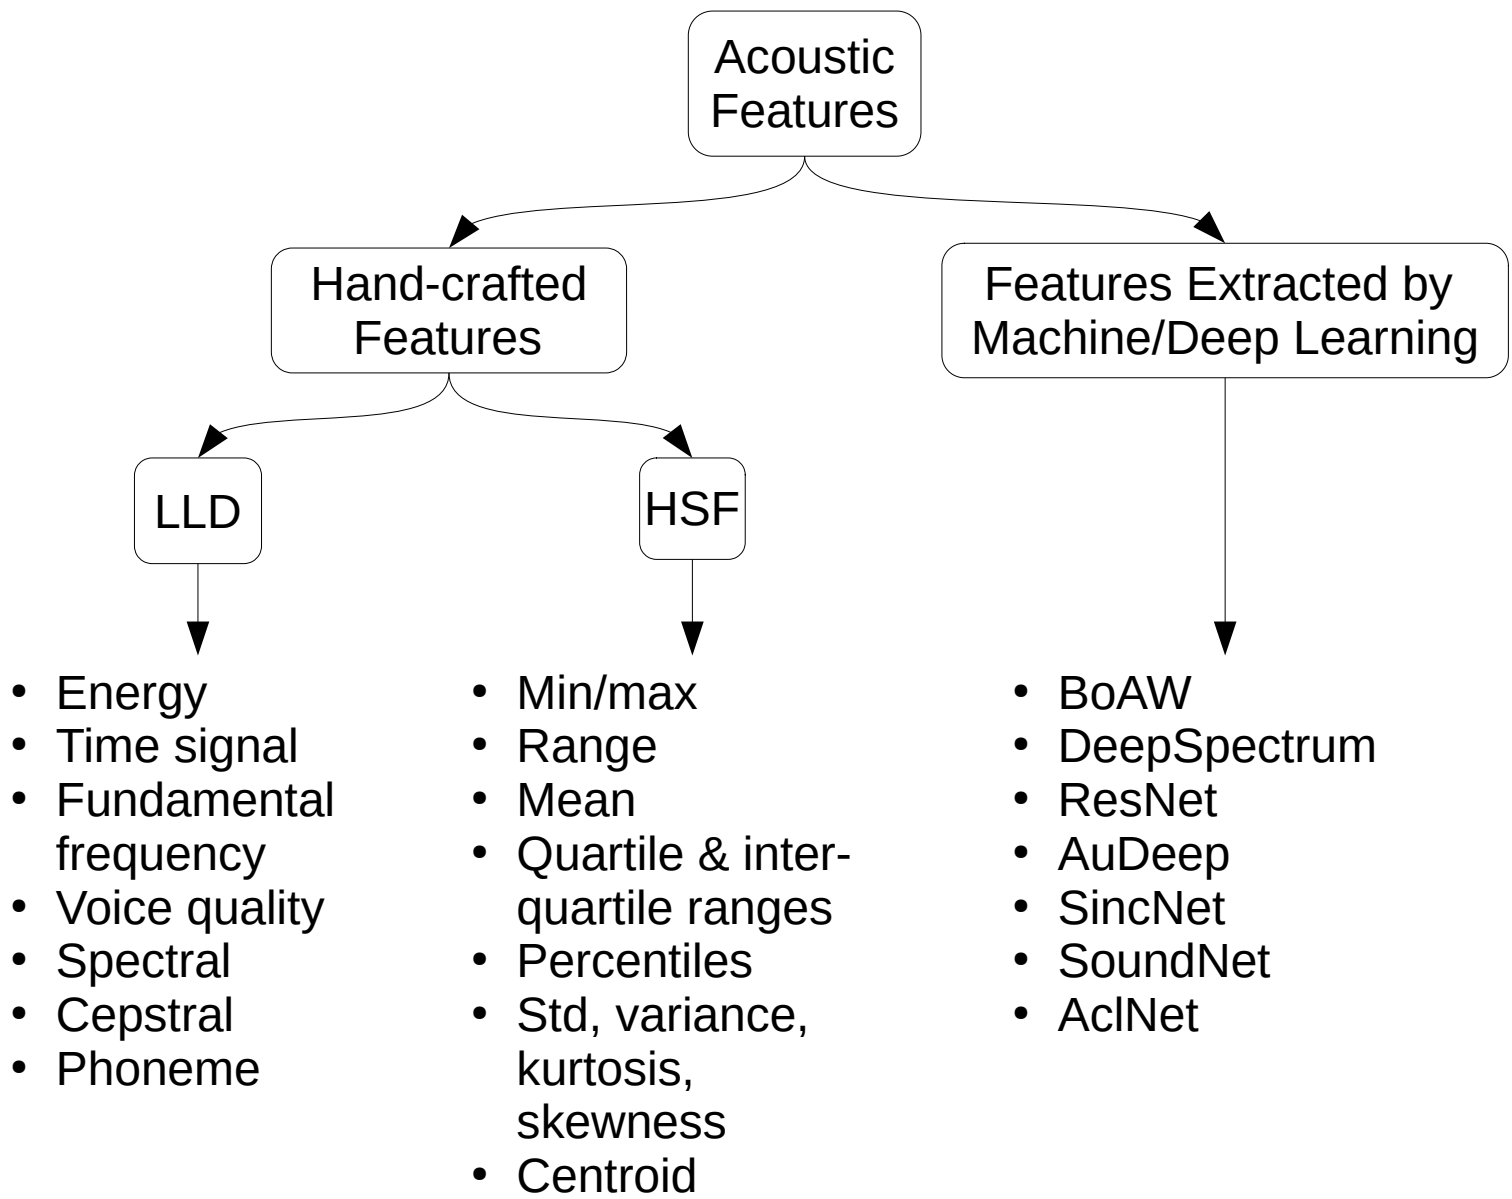 Acoustic
Features
Hand-crafted
Features
Features Extracted by
Machine/Deep Learning
LLD
HSF
• Energy
• Time signal
• Fundamental
frequency
• Voice quality
• Spectral
• Cepstral
• Phoneme
• Min/max
• Range
• Mean
• Quartile & inter-
quartile ranges
• Percentiles
• Std, variance,
kurtosis,
skewness
• Centroid
• BoAW
• DeepSpectrum
• ResNet
• AuDeep
• SincNet
• SoundNet
• AclNet